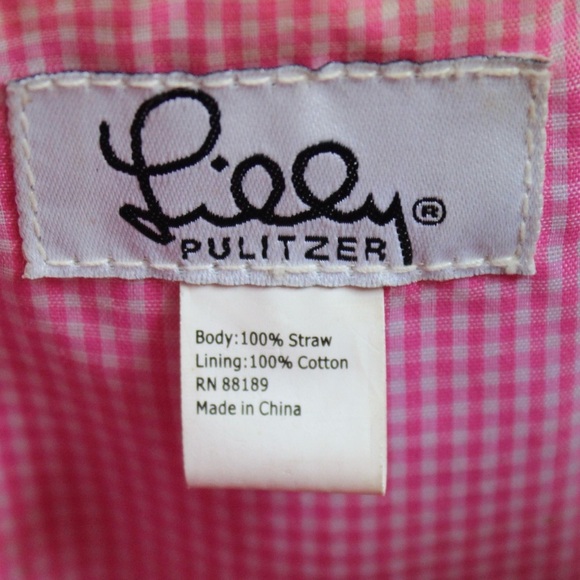 Lilly®
PULITZER
Body:100% Straw
Lining:100% Cotton
RN 88189
Made in China